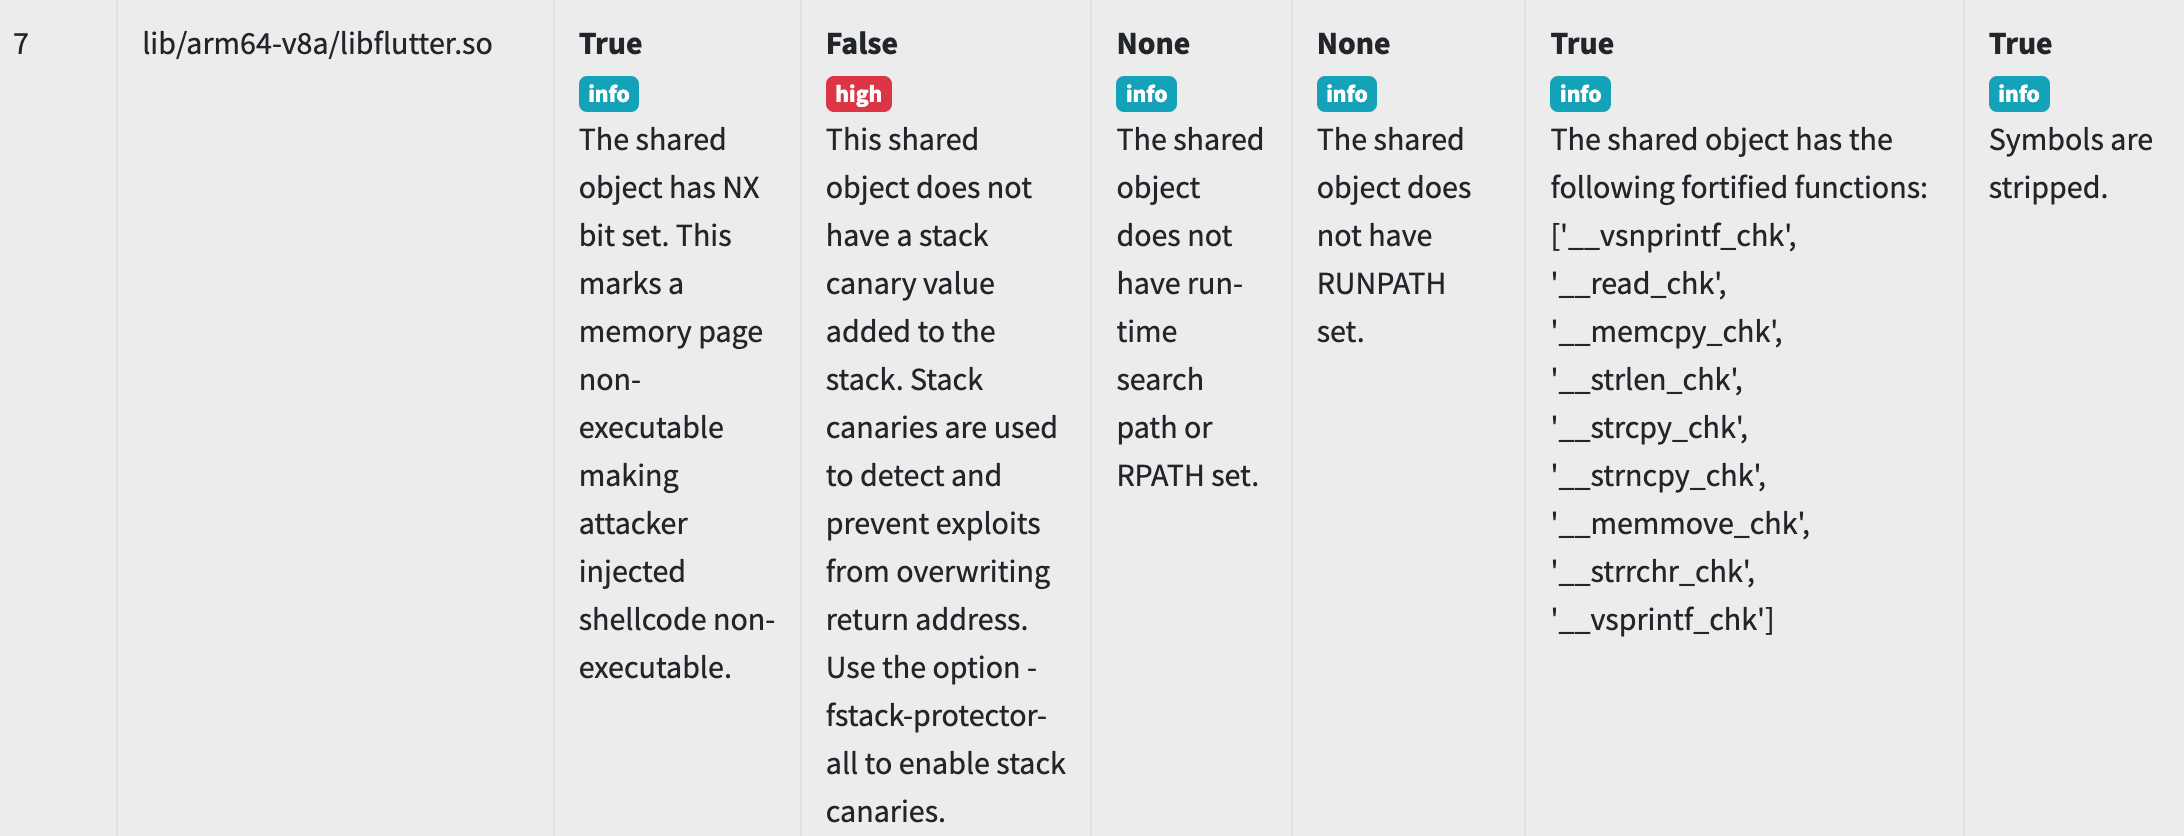 7
lib/arm64-v8a/libflutter.so
True
info
The shared
object has NX
bit set. This
marks a
memory page
non-
executable
making
attacker
injected
shellcode non-
executable.
False
high
This shared
object does not
have a stack
canary value
added to the
stack. Stack
canaries are used
to detect and
prevent exploits
from overwriting
return address.
Use the option -
fstack-protector-
all to enable stack
canaries.
None
info
The shared
object
does not
have run-
time
search
path or
RPATH set.
None
info
The shared
object does
not have
RUNPATH
set.
True
info
The shared object has the
following fortified functions:
['__vsnprintf_chk',
'__read_chk',
'__memcpy_chk',
'__strlen_chk',
'__strcpy_chk',
'__strncpy_chk',
'__memmove_chk',
'__strrchr_chk',
'__vsprintf_chk']
True
info
Symbols are
stripped.